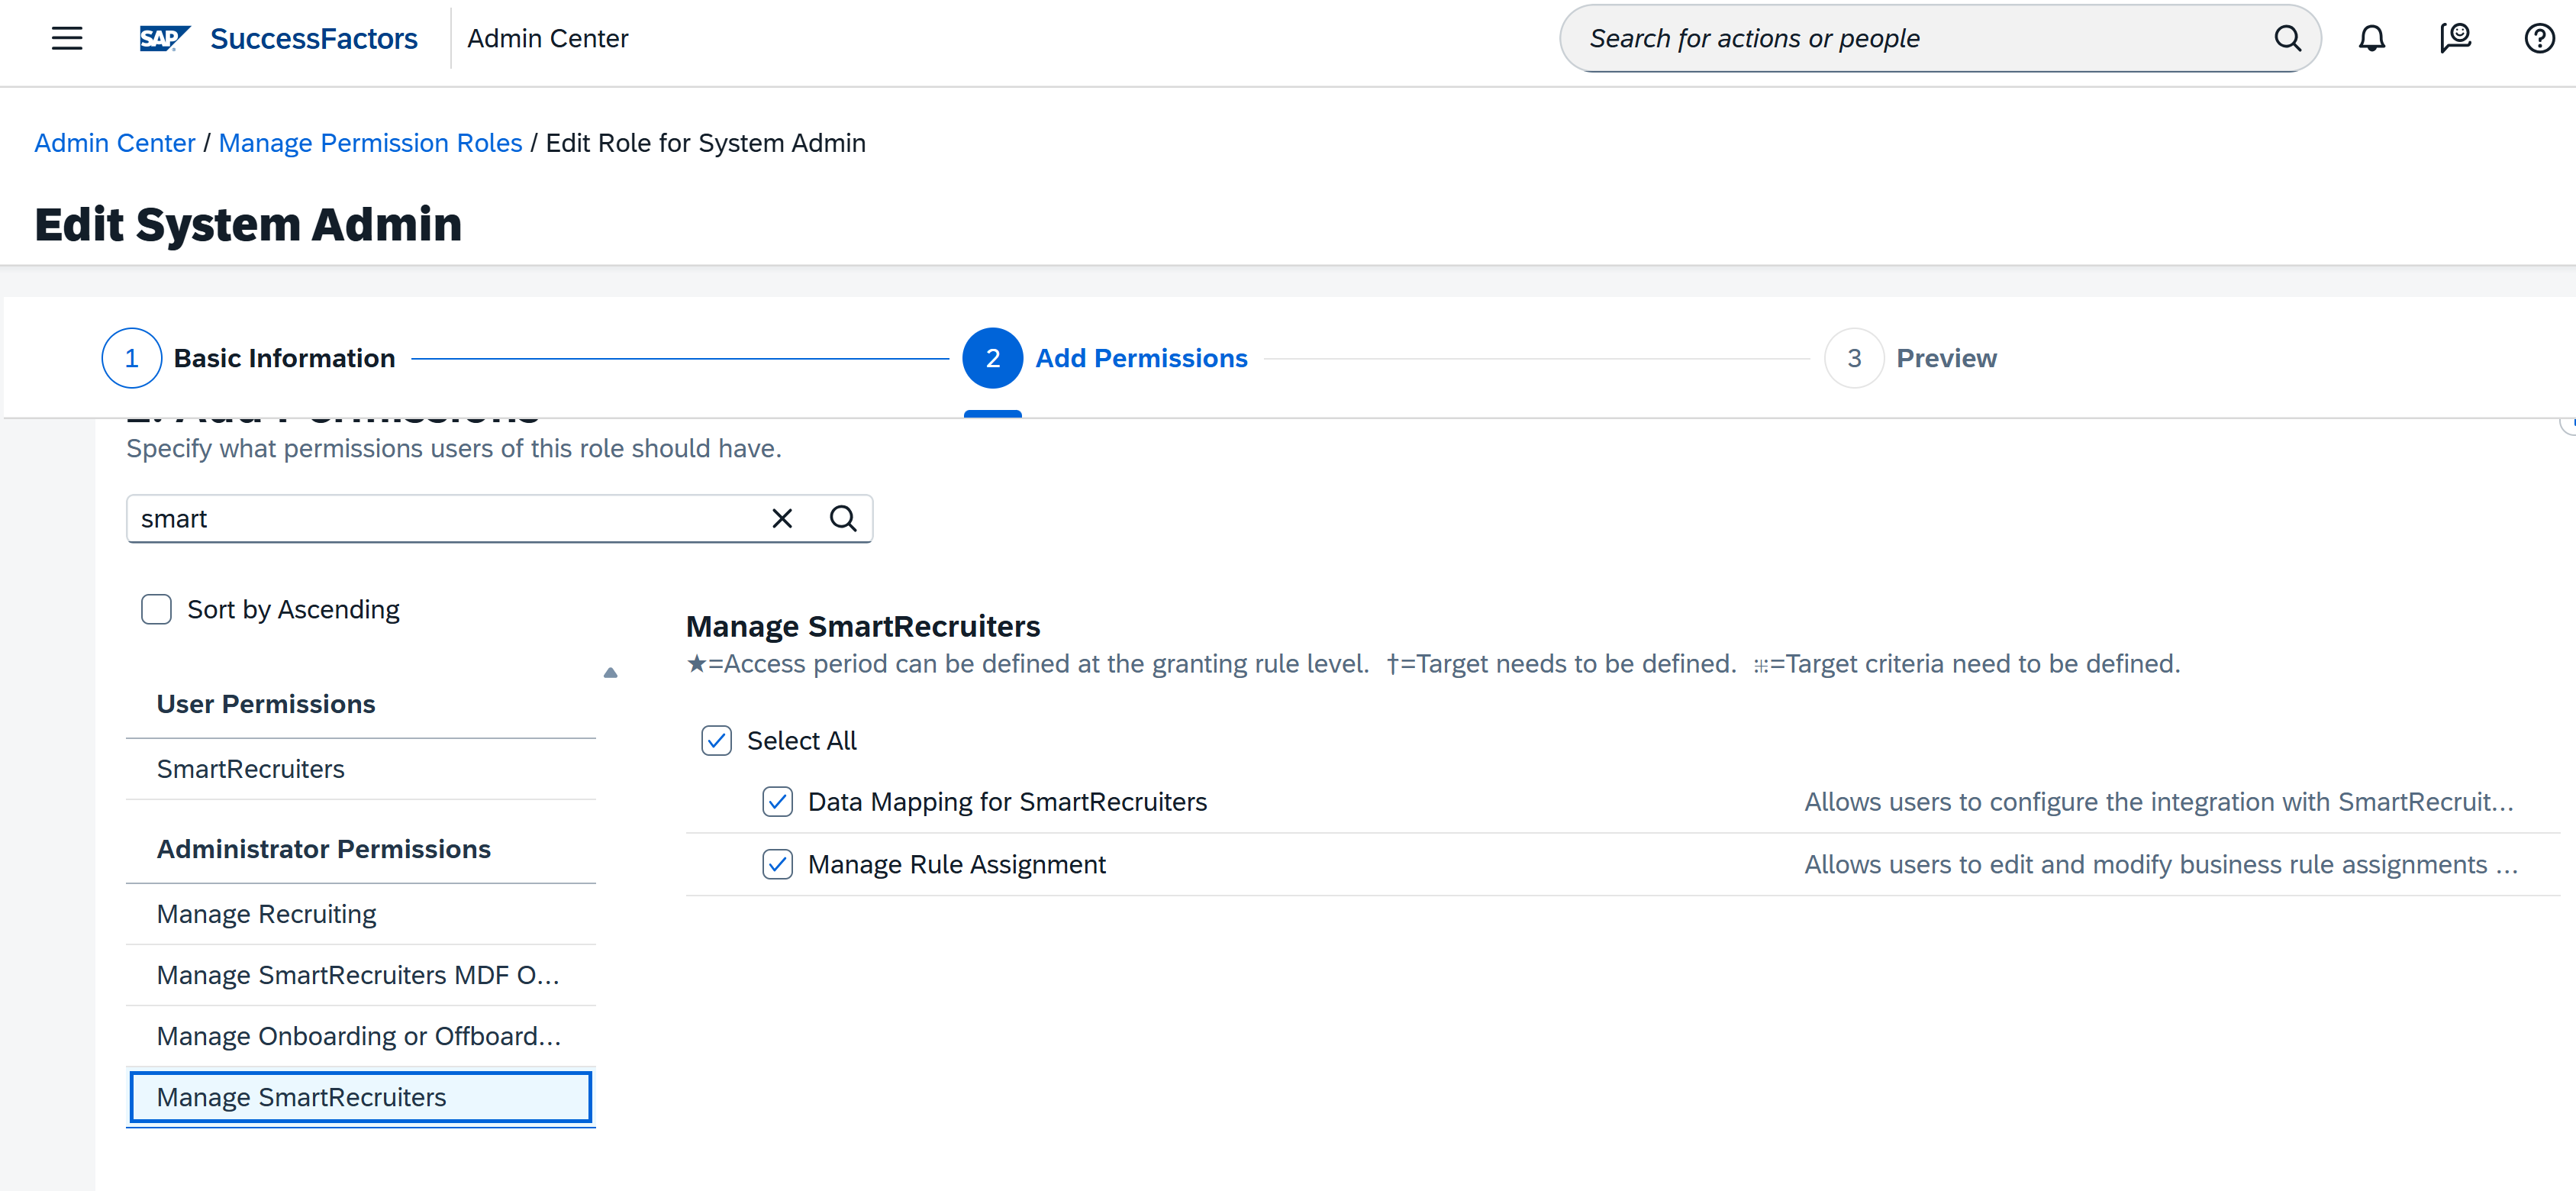 SAP SuccessFactors Admin Center Search for actions or people
Admin Center / Manage Permission Roles / Edit Role for System Admin
Edit System Admin
1 Basic Information 2 Add Permissions 3 Preview
2. Add Permissions
Specify what permissions users of this role should have.
smart
Sort by Ascending
User Permissions
SmartRecruiters
Administrator Permissions
Manage Recruiting
Manage SmartRecruiters MDF O...
Manage Onboarding or Offboard...
Manage SmartRecruiters
Manage SmartRecruiters
★=Access period can be defined at the granting rule level. †=Target needs to be defined. ⁜=Target criteria need to be defined.
Select All
Data Mapping for SmartRecruiters Allows users to configure the integration with SmartRecruit...
Manage Rule Assignment Allows users to edit and modify business rule assignments ...